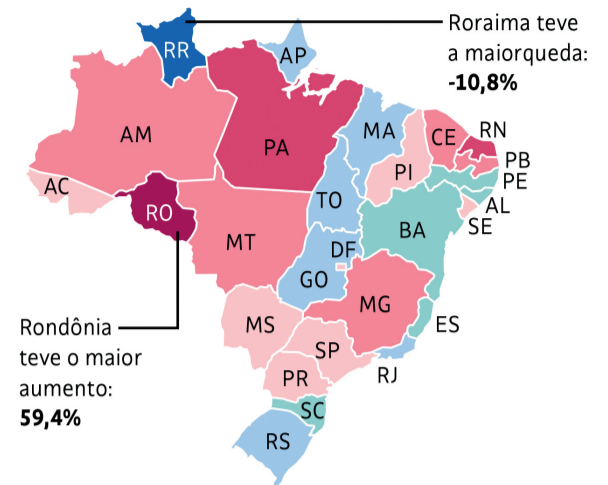 Roraima teve
a maiorqueda:
-10,8%
RR
AP
AM
PA
MA
CE
RN
PB
PI
PE
AC
RO
TO
AL
SE
BA
MT
DF
GO
MG
MS
ES
SP
RJ
PR
SC
RS
Rondônia
teve o maior
aumento:
59,4%